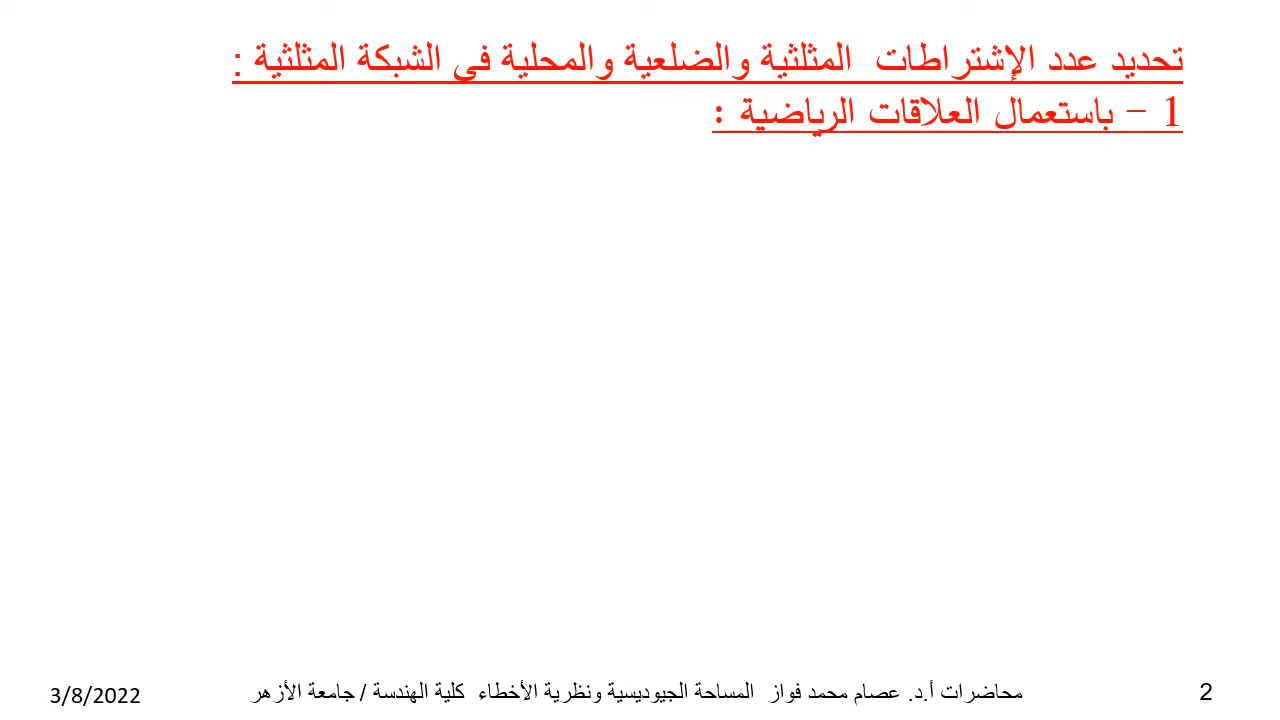 تحديد عدد الإشتراطات المثلثية والضلعية والمحلية في الشبكة المثلثية :
1 - باستعمال العلاقات الرياضية :
محاضرات أ.د. عصام محمد فواز المساحة الجيوديسية ونظرية الأخطاء كلية الهندسة / جامعة الأزهر
2
3/8/2022